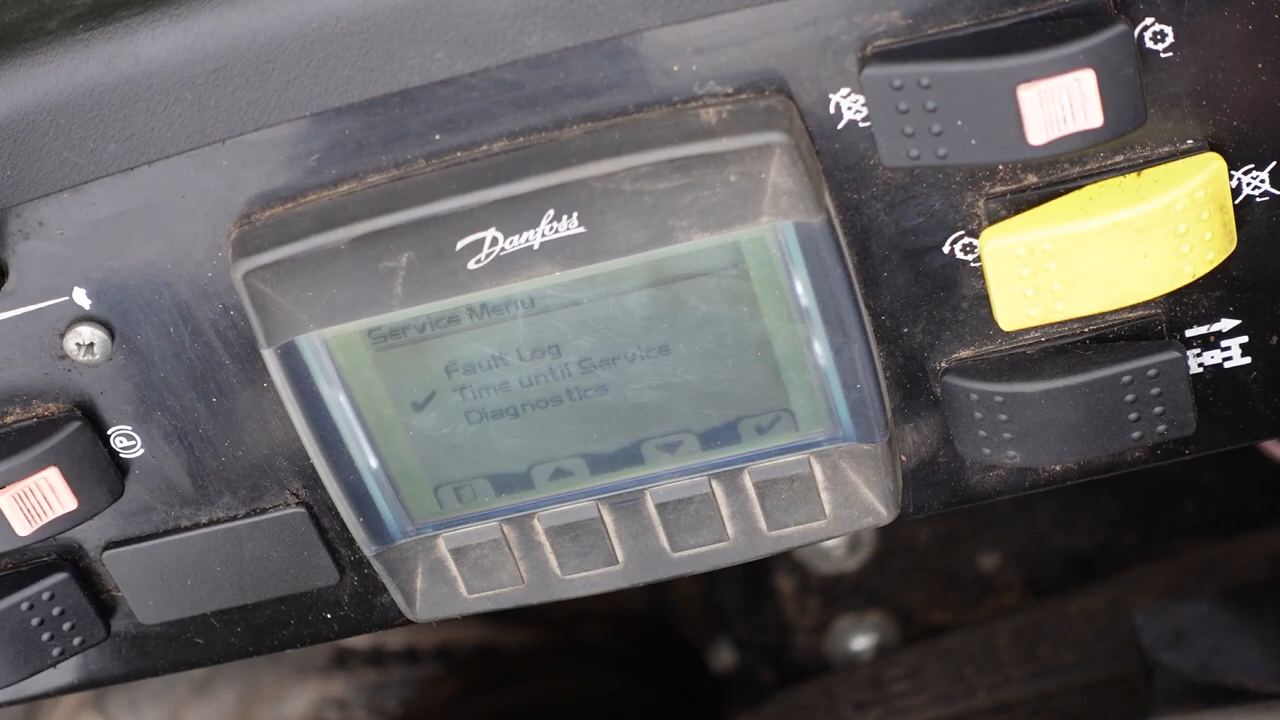 Danfoss
Service Menu
Fault Log
Time until Service
Diagnostics
(P)